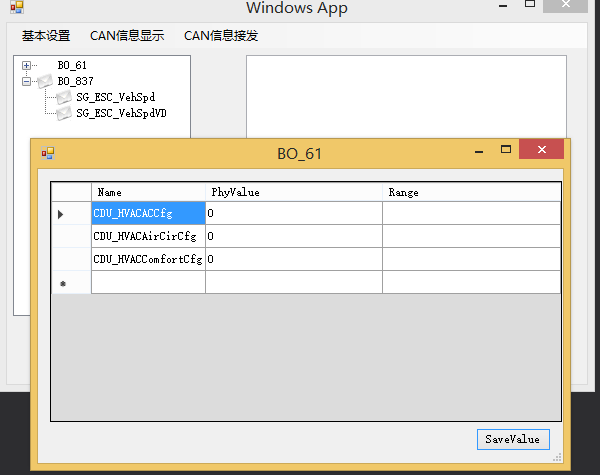 Windows App
基本设置 CAN信息显示 CAN信息接发
BO_61
BO_837
SG_ESC_VehSpd
SG_ESC_VehSpdVD
BO_61
Name PhyValue Range
CDU_HVACACCfg 0
CDU_HVACAirCirCfg 0
CDU_HVACComfortCfg 0
SaveValue